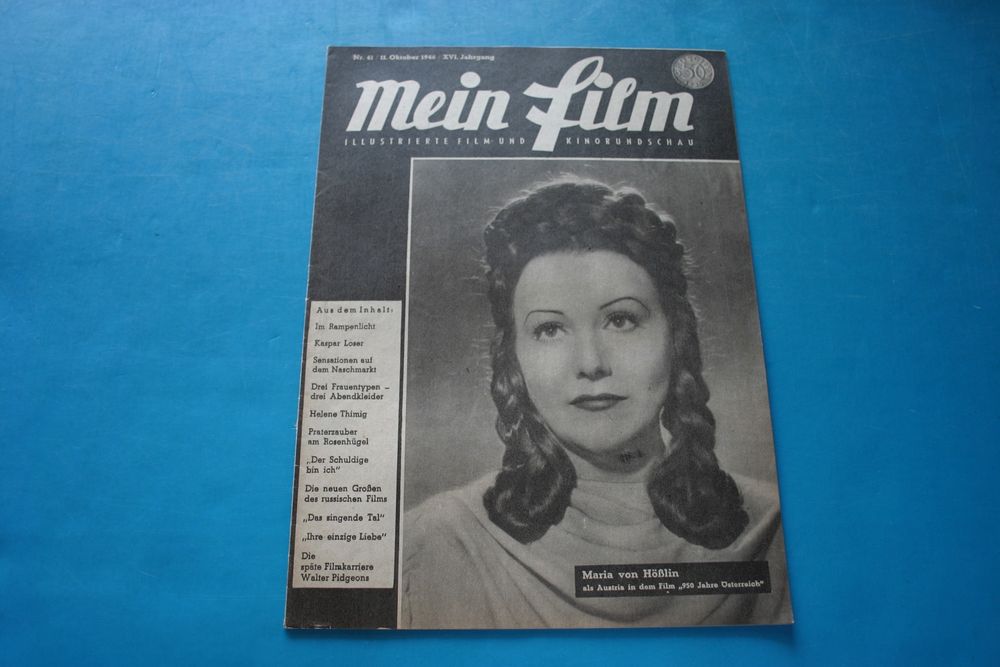 Nr. 41 / 11. Oktober 1946 / XVI. Jahrgang
56
Mein Film
ILLUSTRIERTE FILM- UND KINORUNDSCHAU
Aus dem Inhalt:
Im Rampenlicht
Kaspar Loser
Sensationen auf
dem Naschmarkt
Drei Frauentypen –
drei Abendkleider
Helene Thimig
Praterzauber
am Rosenhügel
„Der Schuldige
bin ich“
Die neuen Großen
des russischen Films
„Das singende Tal“
„Ihre einzige Liebe“
Die
späte Filmkarriere
Walter Pidgeons
Maria von Hößlin
als Austria in dem Film „950 Jahre Österreich“